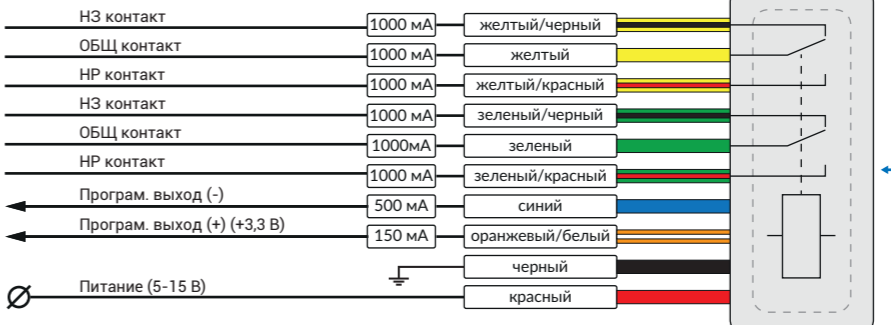 НЗ контакт 1000 мА желтый/черный
ОБЩ контакт 1000 мА желтый
НР контакт 1000 мА желтый/красный
НЗ контакт 1000 мА зеленый/черный
ОБЩ контакт 1000мА зеленый
НР контакт 1000 мА зеленый/красный
Програм. выход (-) 500 мА синий
Програм. выход (+) (+3,3 В) 150 мА оранжевый/белый
черный
Питание (5-15 В) красный